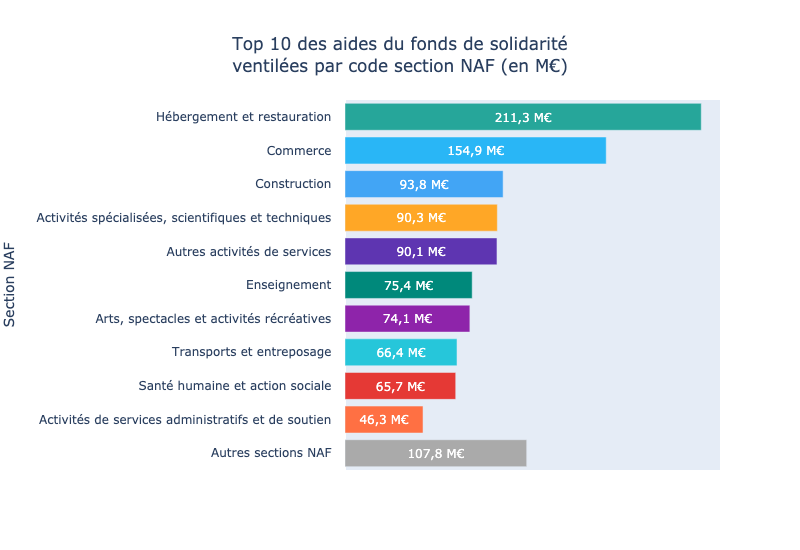 Top 10 des aides du fonds de solidarité
ventilées par code section NAF (en M€)
Section NAF
Hébergement et restauration 211,3 M€
Commerce 154,9 M€
Construction 93,8 M€
Activités spécialisées, scientifiques et techniques 90,3 M€
Autres activités de services 90,1 M€
Enseignement 75,4 M€
Arts, spectacles et activités récréatives 74,1 M€
Transports et entreposage 66,4 M€
Santé humaine et action sociale 65,7 M€
Activités de services administratifs et de soutien 46,3 M€
Autres sections NAF 107,8 M€